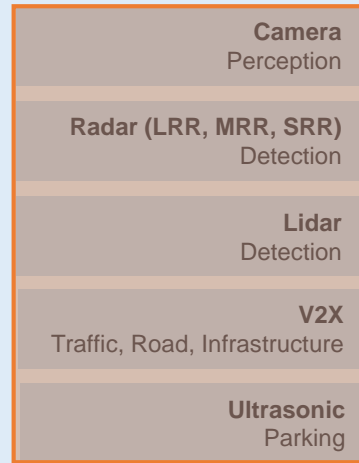 Camera
Perception
Radar (LRR, MRR, SRR)
Detection
Lidar
Detection
V2X
Traffic, Road, Infrastructure
Ultrasonic
Parking